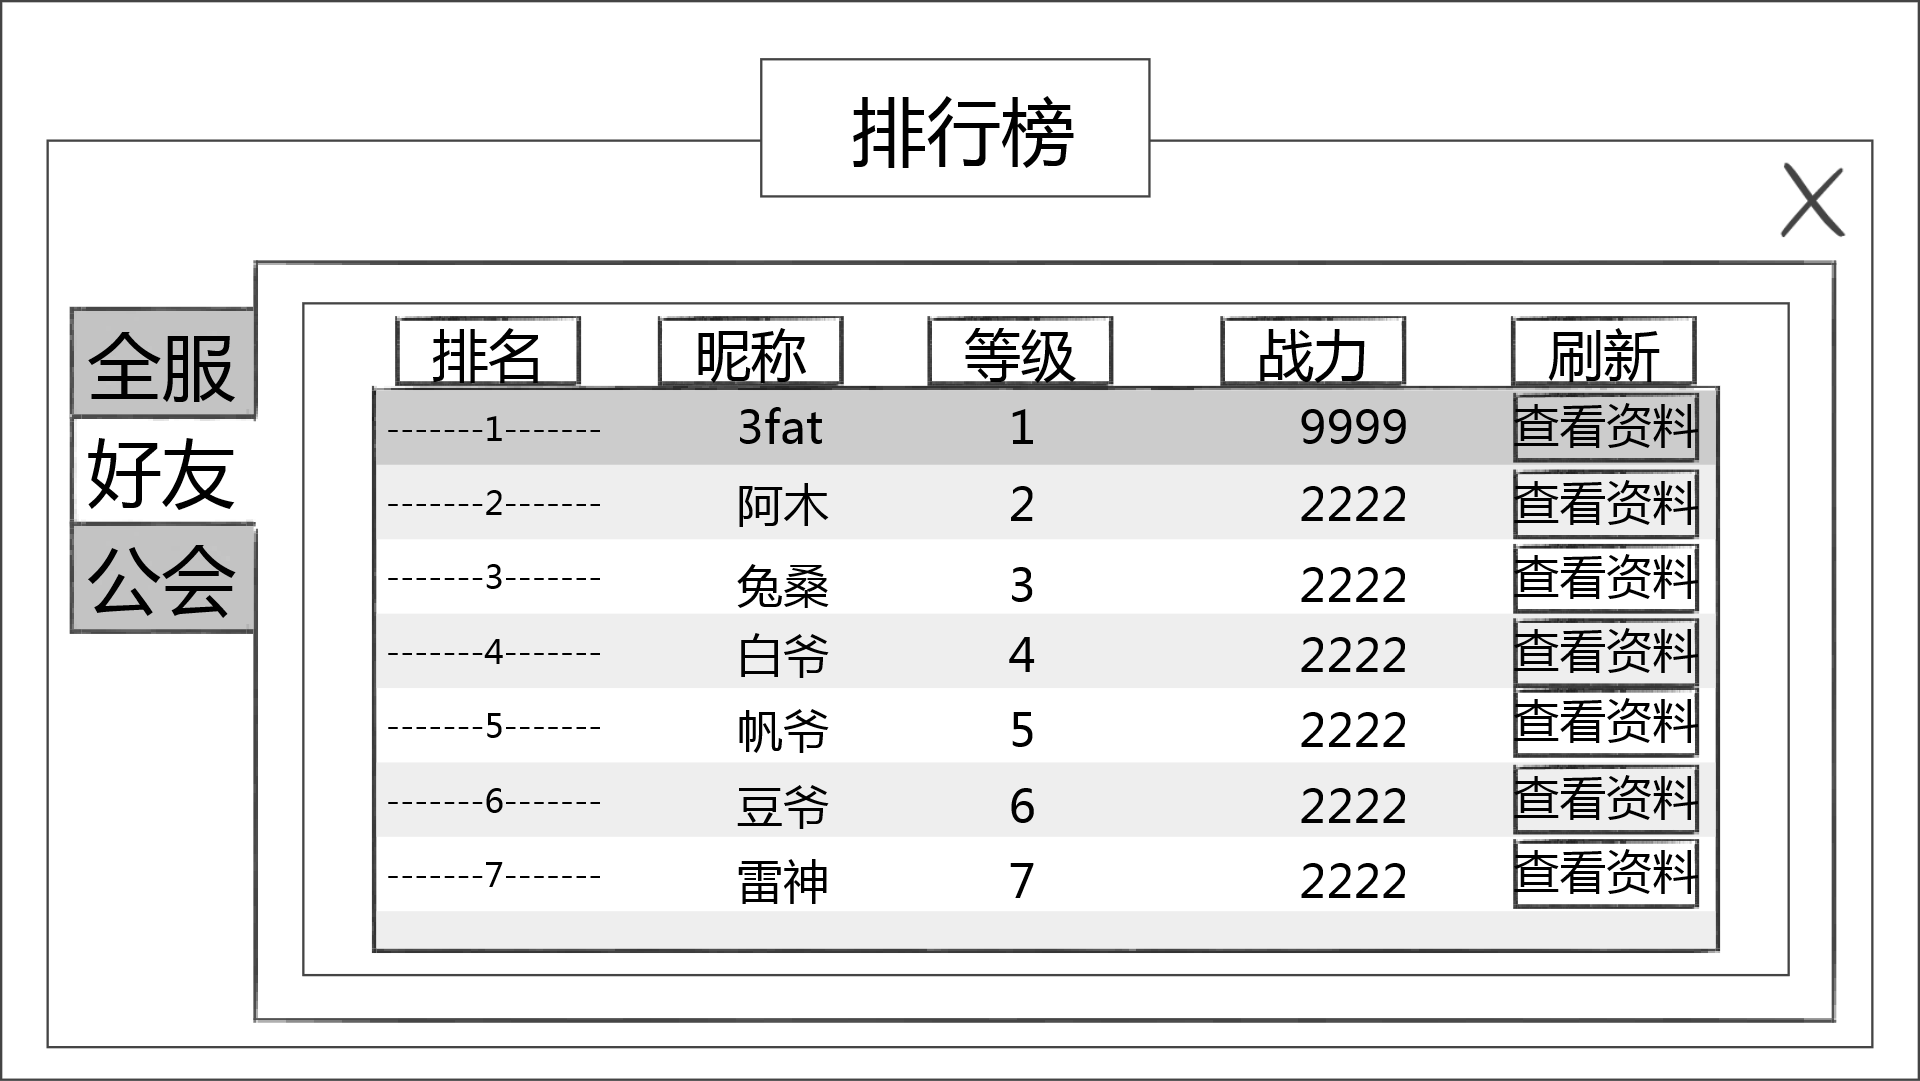 排行榜
X
全服
好友
公会
排名 昵称 等级 战力 刷新
-------1------- 3fat 1 9999 查看资料
-------2------- 阿木 2 2222 查看资料
-------3------- 兔桑 3 2222 查看资料
-------4------- 白爷 4 2222 查看资料
-------5------- 帆爷 5 2222 查看资料
-------6------- 豆爷 6 2222 查看资料
-------7------- 雷神 7 2222 查看资料